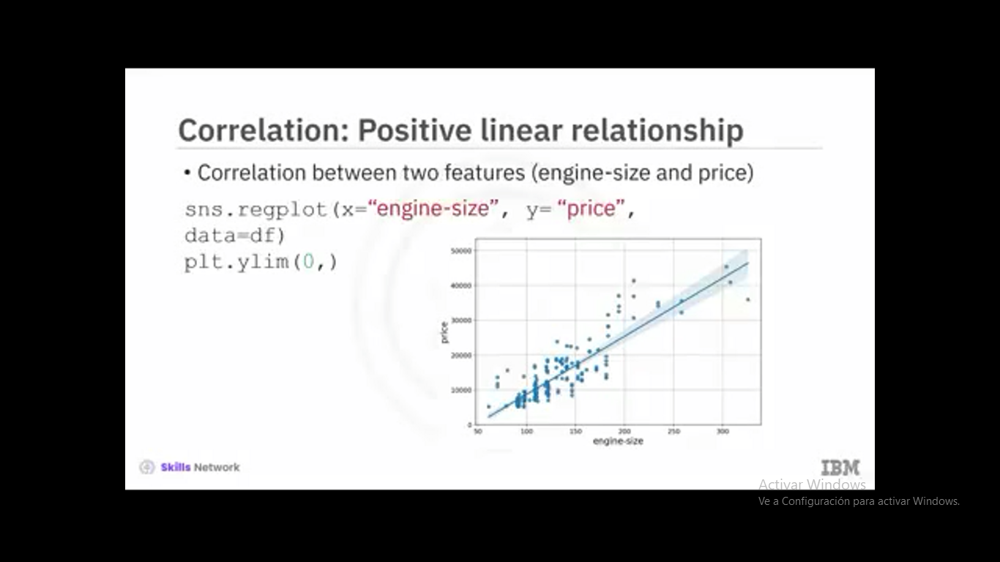 Correlation: Positive linear relationship
• Correlation between two features (engine-size and price)
sns.regplot(x=“engine-size”, y= “price”,
data=df)
plt.ylim(0,)
50000
40000
30000
20000
10000
0
price
50 100 150 200 250 300
engine-size
Skills Network
IBM
Activar Windows
Ve a Configuración para activar Windows.